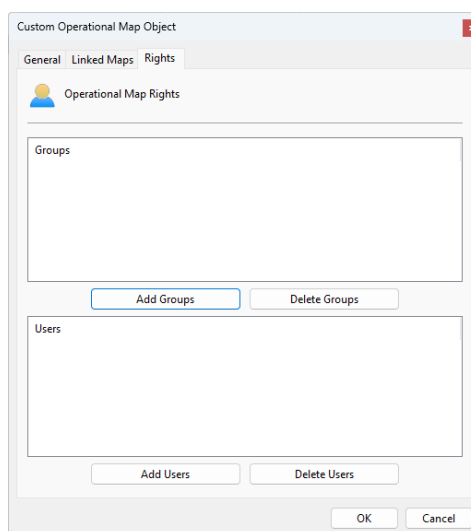 Custom Operational Map Object
General Linked Maps Rights
Operational Map Rights
Groups
Add Groups Delete Groups
Users
Add Users Delete Users
OK Cancel